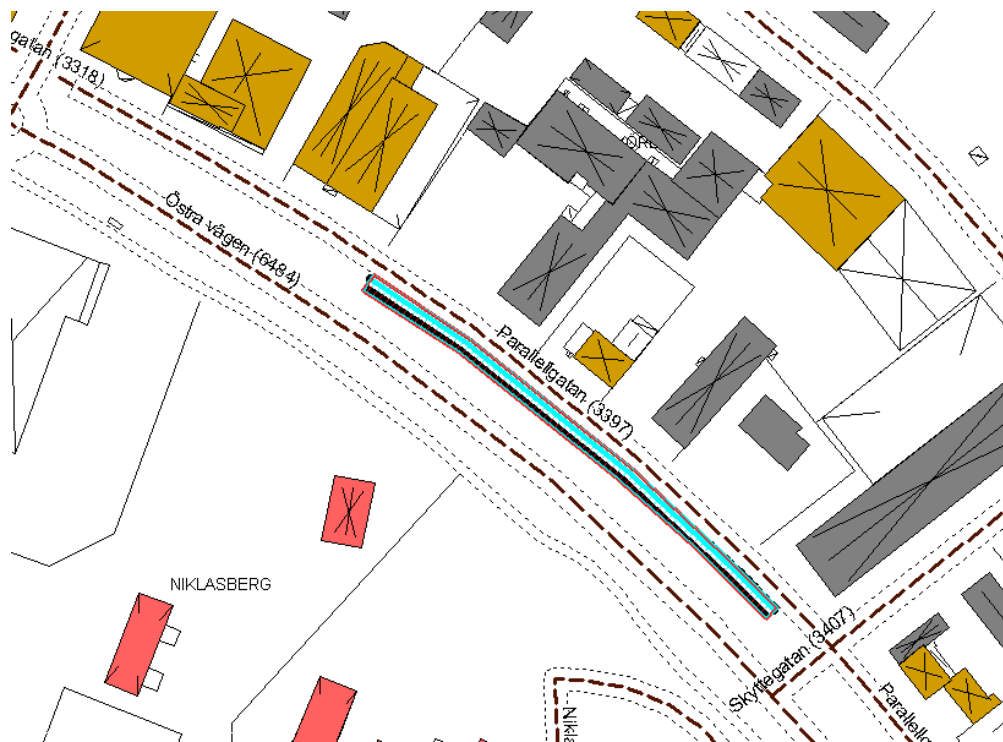 gatan (3318)
Östra vägen (6484)
Parallellgatan (3397)
NIKLASBERG
Skyttegatan (3407)